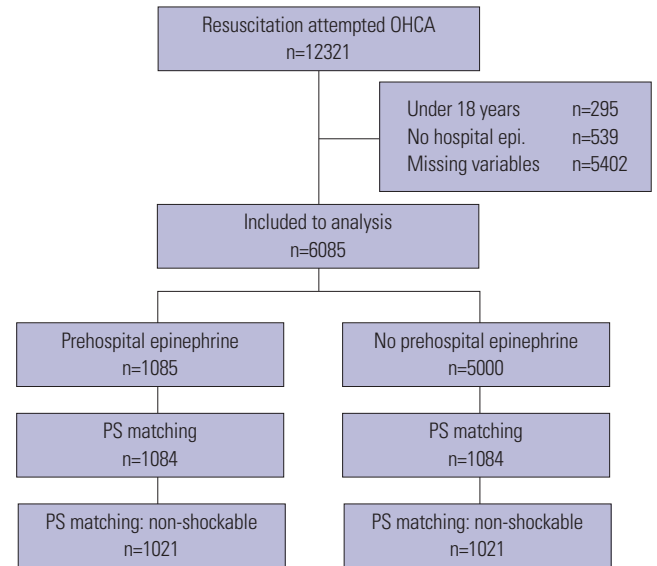 Resuscitation attempted OHCA
n=12321
Under 18 years n=295
No hospital epi. n=539
Missing variables n=5402
Included to analysis
n=6085
Prehospital epinephrine
n=1085
No prehospital epinephrine
n=5000
PS matching
n=1084
PS matching
n=1084
PS matching: non-shockable
n=1021
PS matching: non-shockable
n=1021